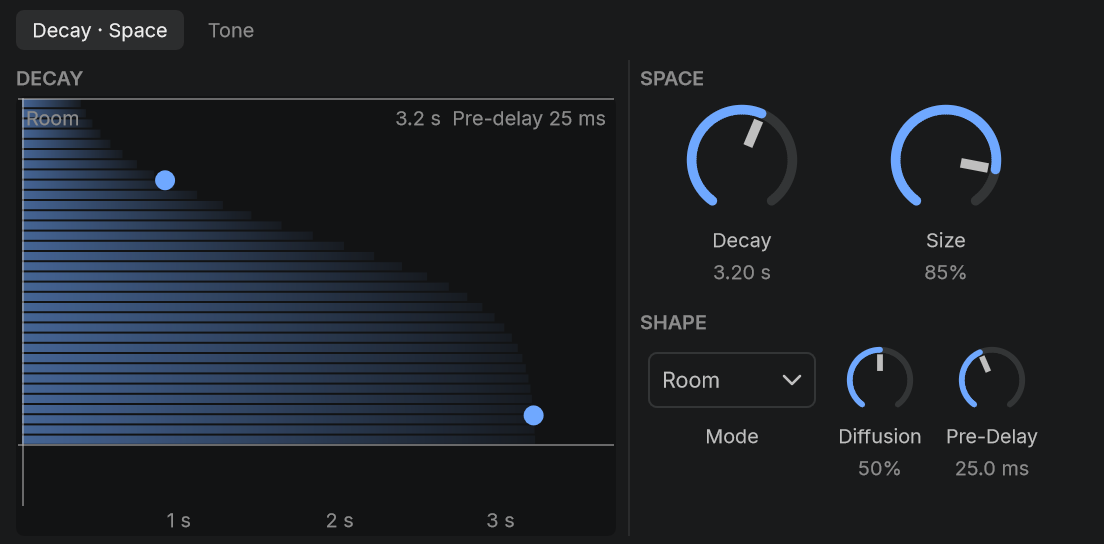 Decay · Space
Tone
DECAY
Room
3.2 s Pre-delay 25 ms
1 s
2 s
3 s
SPACE
Decay
Size
3.20 s
85%
SHAPE
Room
Mode
Diffusion
Pre-Delay
50%
25.0 ms